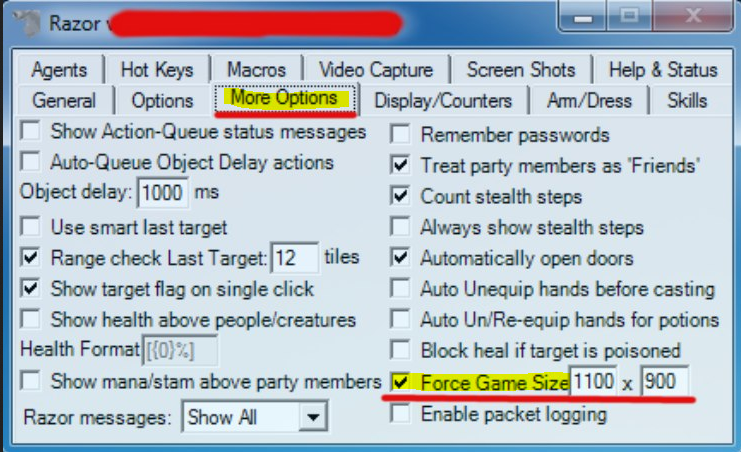 Razor
Agents Hot Keys Macros Video Capture Screen Shots Help & Status
General Options More Options Display/Counters Arm/Dress Skills
Show Action-Queue status messages
Auto-Queue Object Delay actions
Object delay: 1000 ms
Use smart last target
Range check Last Target: 12 tiles
Show target flag on single click
Show health above people/creatures
Health Format [{0}%]
Show mana/stam above party members
Razor messages: Show All
Remember passwords
Treat party members as 'Friends'
Count stealth steps
Always show stealth steps
Automatically open doors
Auto Unequip hands before casting
Auto Un/Re-equip hands for potions
Block heal if target is poisoned
Force Game Size 1100 x 900
Enable packet logging